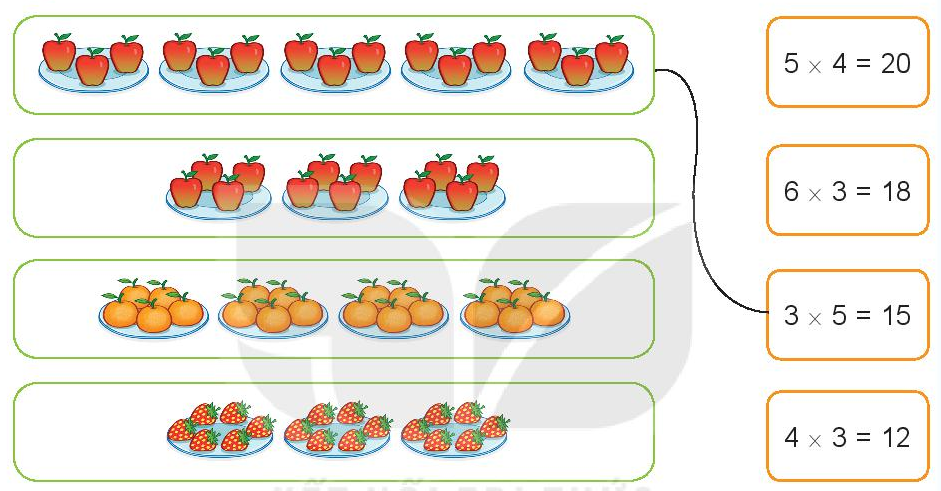 5 × 4 = 20
6 × 3 = 18
3 × 5 = 15
4 × 3 = 12